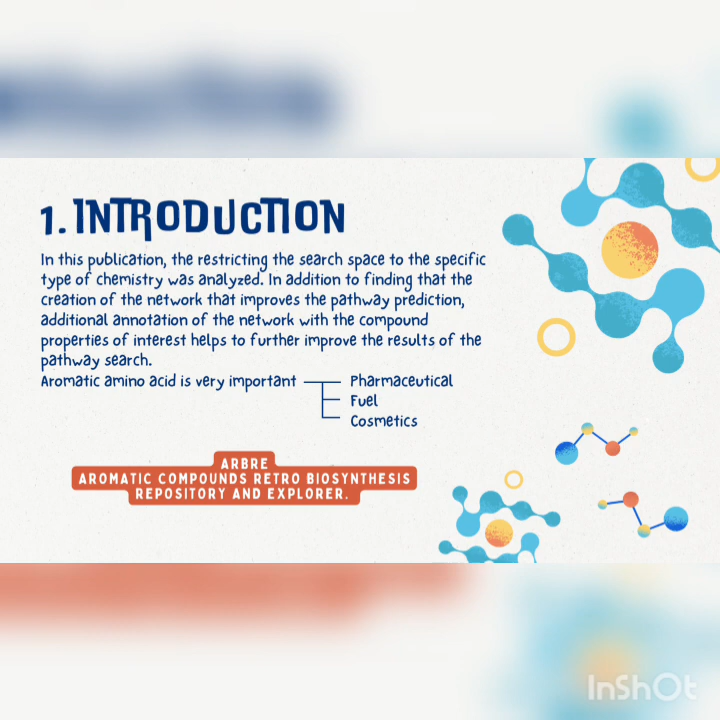 1. INTRODUCTION
In this publication, the restricting the search space to the specific
type of chemistry was analyzed. In addition to finding that the
creation of the network that improves the pathway prediction,
additional annotation of the network with the compound
properties of interest helps to further improve the results of the
pathway search.
Aromatic amino acid is very important
Pharmaceutical
Fuel
Cosmetics
ARBRE
AROMATIC COMPOUNDS RETRO BIOSYNTHESIS
REPOSITORY AND EXPLORER.
InShOt